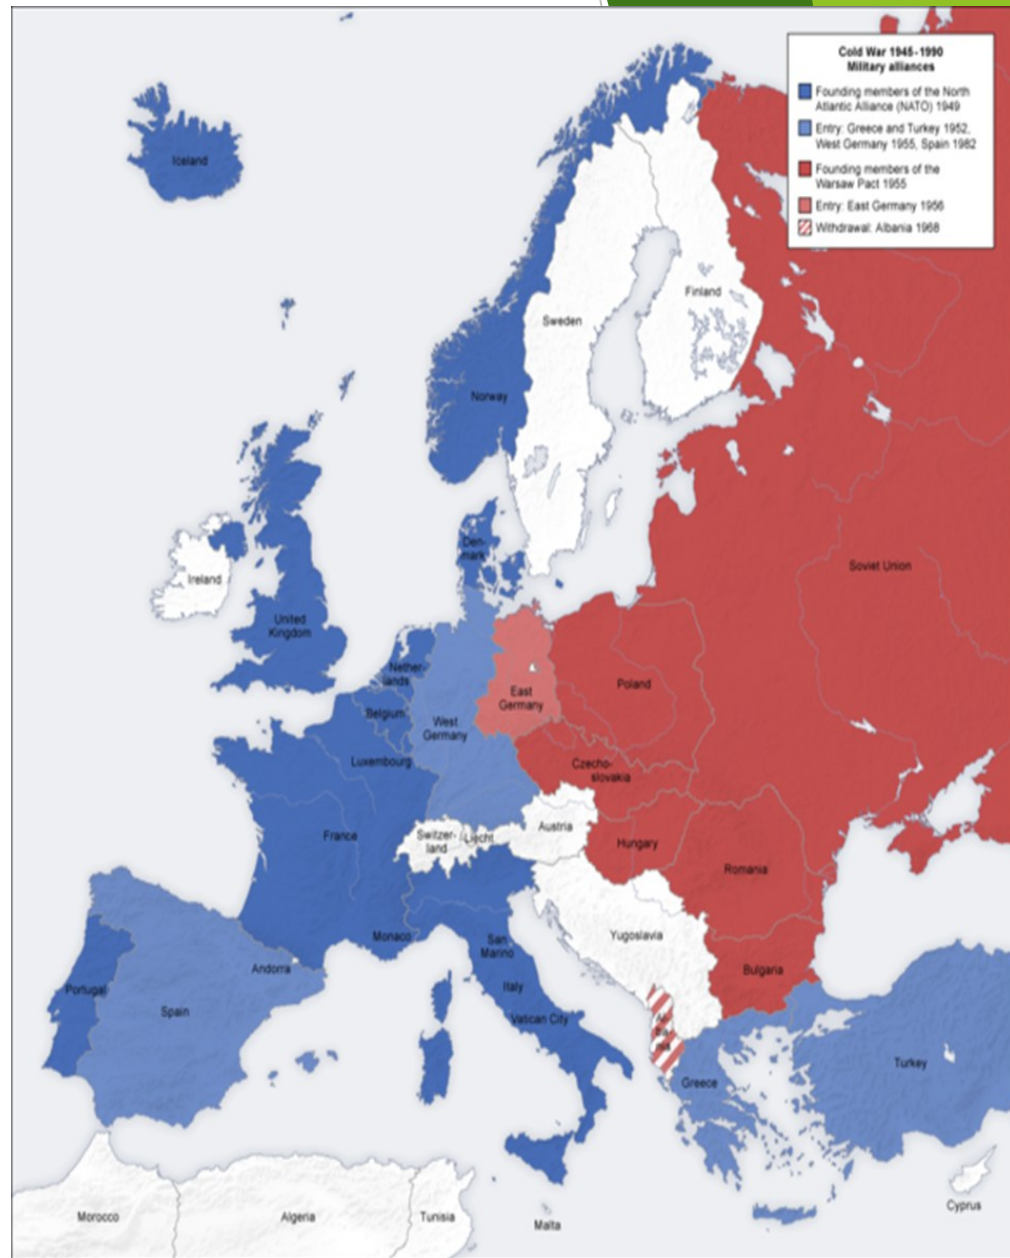 Cold War 1945-1990
Military alliances
Founding members of the North
Atlantic Alliance (NATO) 1949
Entry: Greece and Turkey 1952,
West Germany 1955, Spain 1982
Founding members of the
Warsaw Pact 1955
Entry: East Germany 1956
Withdrawal: Albania 1968
Iceland
Finland
Sweden
Norway
Den-
mark
Soviet Union
Ireland
United
Kingdom
Nether-
lands
Poland
East
Germany
Belgium
West
Germany
Luxembourg
Czecho-
slovakia
France
Switzer-
land
Liecht
Austria
Hungary
Romania
Monaco
San
Marino
Yugoslavia
Andorra
Bulgaria
Portugal
Spain
Italy
Vatican City
Al
ba
nia
Turkey
Greece
Cyprus
Morocco
Algeria
Tunisia
Malta